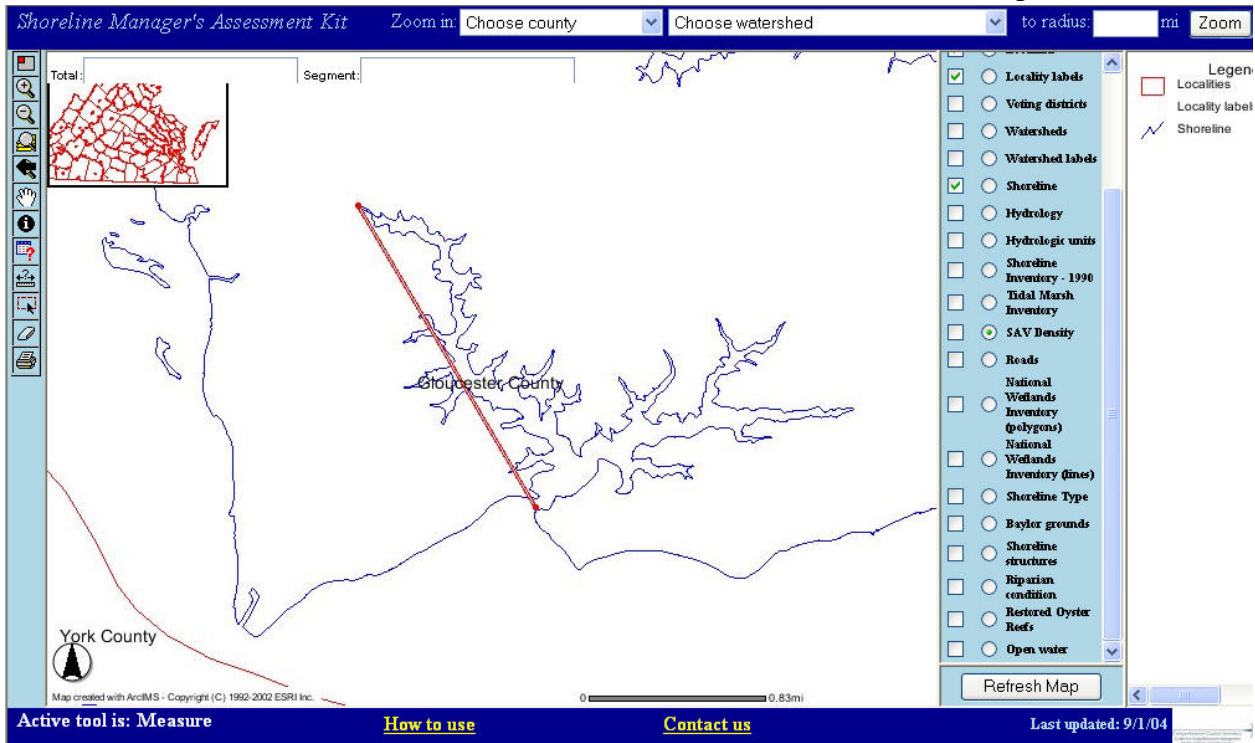 Shoreline Manager's Assessment Kit Zoom in: Choose county Choose watershed to radius: mi Zoom
Total: Segment:
Gloucester County
York County
Map created with ArcIMS - Copyright (C) 1992-2002 ESRI Inc.
0 0.83mi
Locality labels
Voting districts
Watersheds
Watershed labels
Shoreline
Hydrology
Hydrologic units
Shoreline
Inventory - 1990
Tidal Marsh
Inventory
SAV Density
Roads
National
Wetlands
Inventory
(polygons)
National
Wetlands
Inventory (lines)
Shoreline Type
Baylor grounds
Shoreline
structures
Riparian
condition
Restored Oyster
Reefs
Open water
Refresh Map
Legen
Localities
Locality labels
Shoreline
Active tool is: Measure How to use Contact us Last updated: 9/1/04